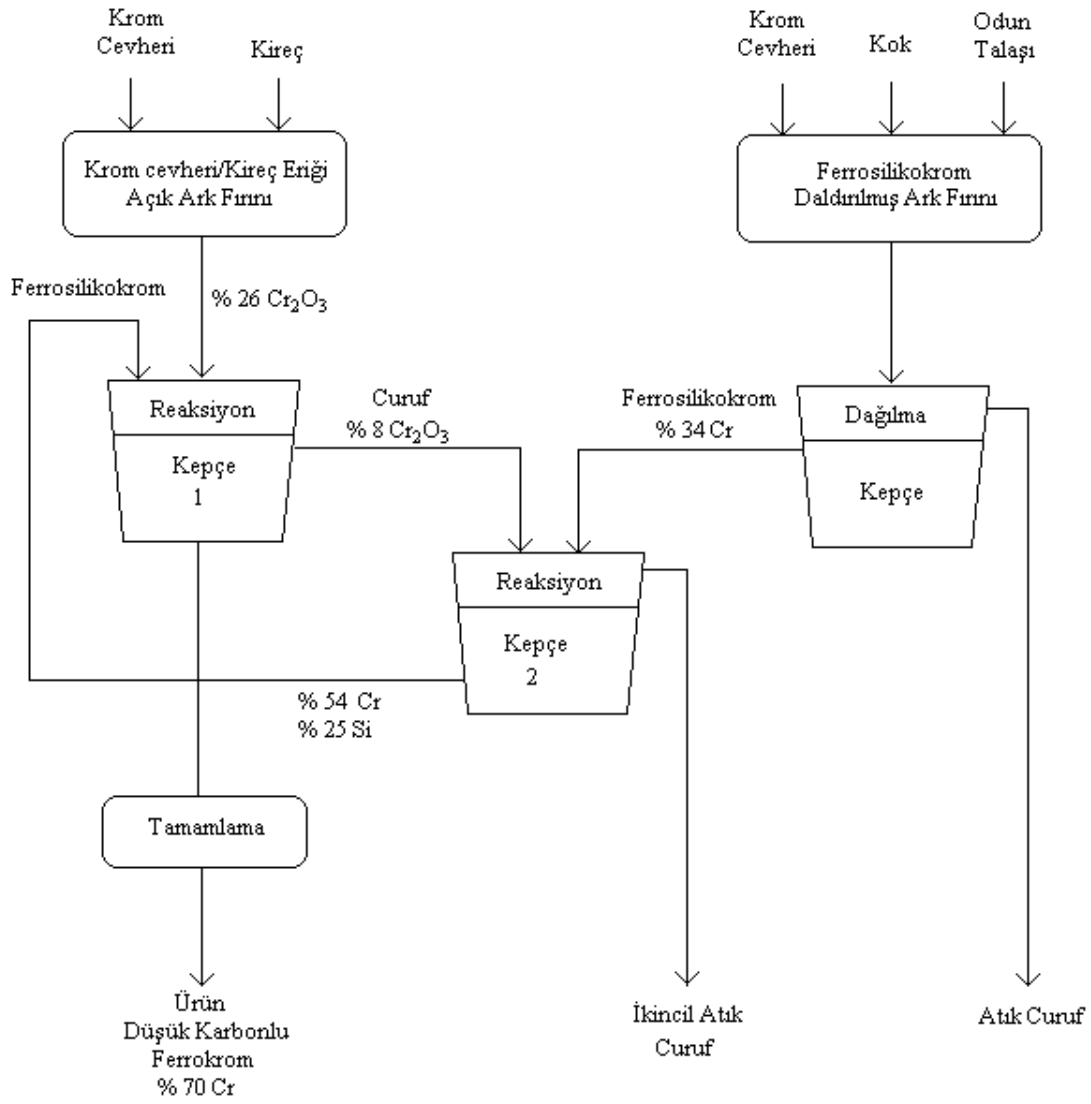 Krom
Cevheri
Kireç
Krom
Cevheri
Kok
Odun
Talaşı
Krom cevheri/Kireç Eriği
Açık Ark Fırını
Ferrosilikokrom
Daldırılmış Ark Fırını
Ferrosilikokrom
% 26 Cr₂O₃
Reaksiyon
Kepçe
1
Curuf
% 8 Cr₂O₃
Ferrosilikokrom
% 34 Cr
Dağılma
Kepçe
Reaksiyon
Kepçe
2
% 54 Cr
% 25 Si
Tamamlama
Ürün
Düşük Karbonlu
Ferrokrom
% 70 Cr
İkincil Atık
Curuf
Atık Curuf